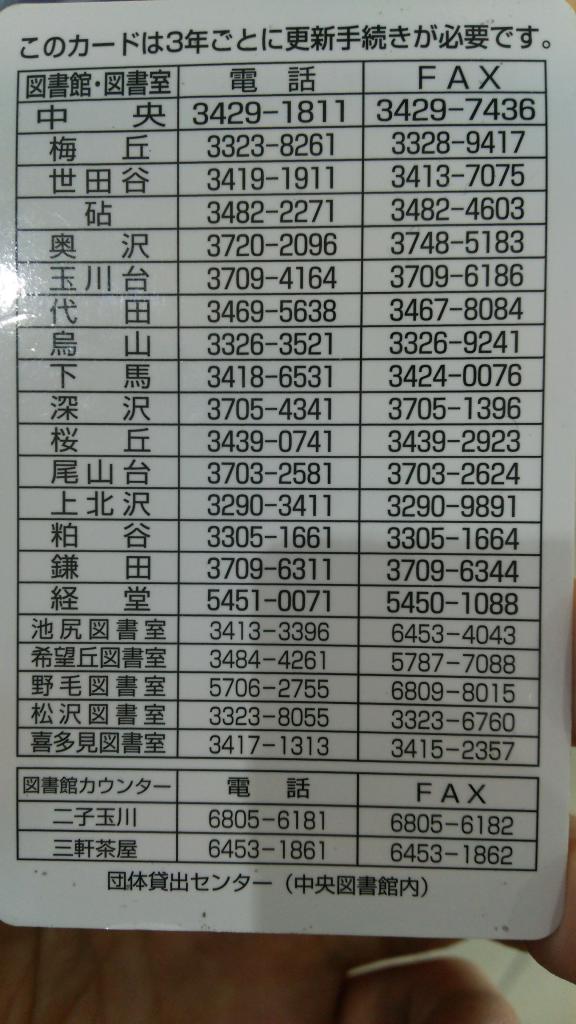 このカードは3年ごとに更新手続きが必要です。
図書館・図書室 電話 FAX
中央 3429-1811 3429-7436
梅丘 3323-8261 3328-9417
世田谷 3419-1911 3413-7075
砧 3482-2271 3482-4603
奥沢 3720-2096 3748-5183
玉川台 3709-4164 3709-6186
代田 3469-5638 3467-8084
烏山 3326-3521 3326-9241
下馬 3418-6531 3424-0076
深沢 3705-4341 3705-1396
桜丘 3439-0741 3439-2923
尾山台 3703-2581 3703-2624
上北沢 3290-3411 3290-9891
粕谷 3305-1661 3305-1664
鎌田 3709-6311 3709-6344
経堂 5451-0071 5450-1088
池尻図書室 3413-3396 6453-4043
希望丘図書室 3484-4261 5787-7088
野毛図書室 5706-2755 6809-8015
松沢図書室 3323-8055 3323-6760
喜多見図書室 3417-1313 3415-2357
図書館カウンター 電話 FAX
二子玉川 6805-6181 6805-6182
三軒茶屋 6453-1861 6453-1862
団体貸出センター（中央図書館内）